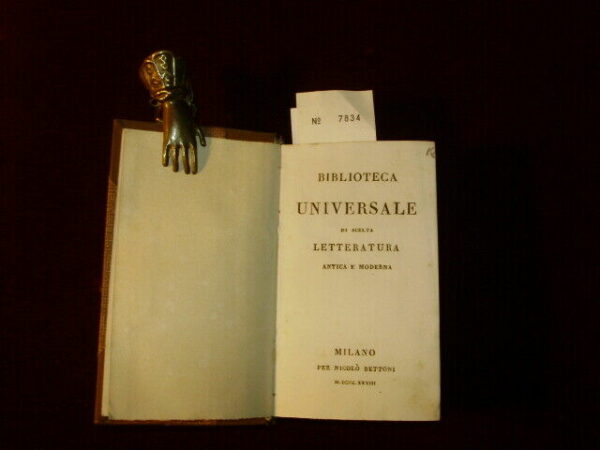 Nº 7834
BIBLIOTECA
UNIVERSALE
DI SCELTA
LETTERATURA
ANTICA E MODERNA
MILANO
PER NICOLÒ BETTONI